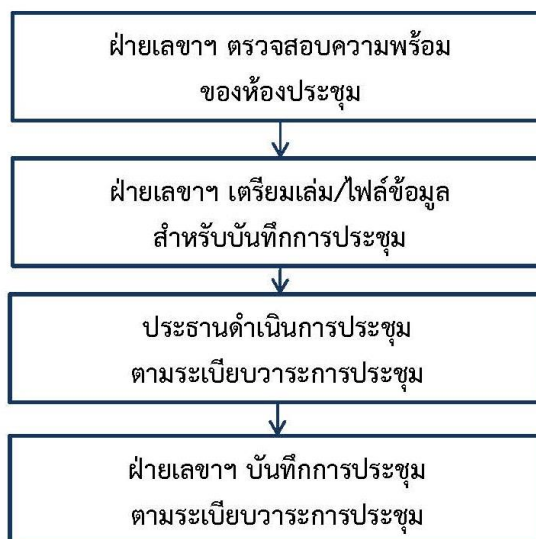 ฝ่ายเลขาฯ ตรวจสอบความพร้อม
ของห้องประชุม
ฝ่ายเลขาฯ เตรียมเล่ม/ไฟล์ข้อมูล
สำหรับบันทึกการประชุม
ประธานดำเนินการประชุม
ตามระเบียบวาระการประชุม
ฝ่ายเลขาฯ บันทึกการประชุม
ตามระเบียบวาระการประชุม